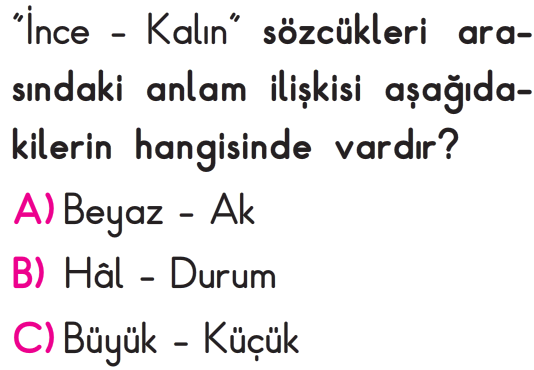 "İnce - Kalın" sözcükleri ara-
sındaki anlam ilişkisi aşağıda-
kilerin hangisinde vardır?
A) Beyaz - Ak
B) Hâl - Durum
C) Büyük - Küçük